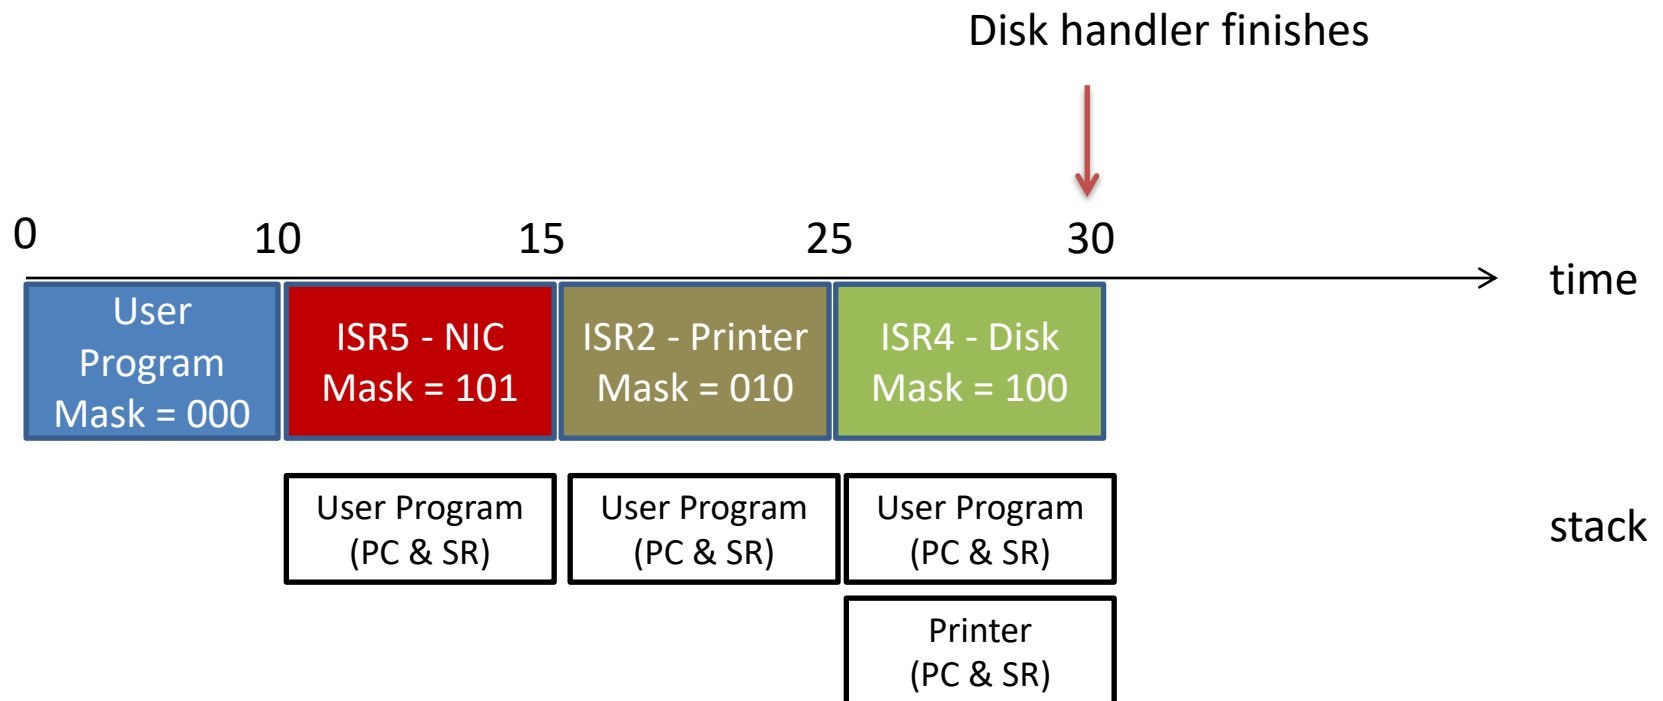 Disk handler finishes
0 10 15 25 30
time
User
Program
Mask = 000
ISR5 - NIC
Mask = 101
ISR2 - Printer
Mask = 010
ISR4 - Disk
Mask = 100
User Program
(PC & SR)
User Program
(PC & SR)
User Program
(PC & SR)
stack
Printer
(PC & SR)